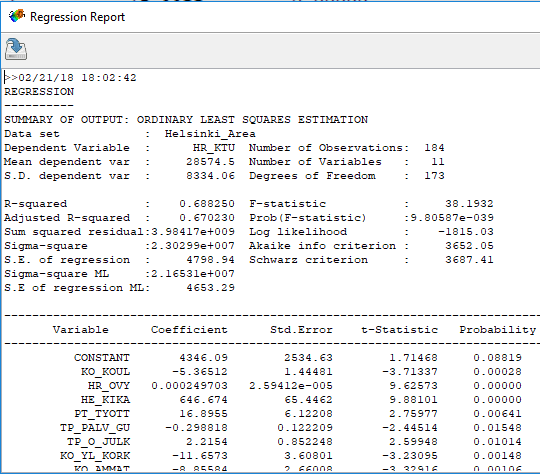 Regression Report
>>02/21/18 18:02:42
REGRESSION
----------
SUMMARY OF OUTPUT: ORDINARY LEAST SQUARES ESTIMATION
Data set            :  Helsinki_Area
Dependent Variable  :      HR_KTU  Number of Observations:  184
Mean dependent var  :     28574.5  Number of Variables   :   11
S.D. dependent var  :     8334.06  Degrees of Freedom    :  173
R-squared           :    0.688250  F-statistic           :     38.1932
Adjusted R-squared  :    0.670230  Prob(F-statistic)     :9.80587e-039
Sum squared residual:3.98417e+009  Log likelihood        :    -1815.03
Sigma-square        :2.30299e+007  Akaike info criterion :     3652.05
S.E. of regression  :     4798.94  Schwarz criterion     :     3687.41
Sigma-square ML     :2.16531e+007
S.E of regression ML:     4653.29
Variable      Coefficient      Std.Error    t-Statistic   Probability
CONSTANT       4346.09        2534.63        1.71468     0.08819
KO_KOUL       -5.36512        1.44481       -3.71337     0.00028
HR_OVY    0.000249703   2.59412e-005        9.62573     0.00000
HE_KIKA        646.674        65.4462        9.88101     0.00000
PT_TYOTT       16.8955        6.12208        2.75977     0.00641
TP_PALV_GU     -0.298818       0.122209       -2.44514     0.01548
TP_O_JULK         2.2154       0.852248        2.59948     0.01014
KO_YL_KORK       -11.6573        3.60801       -3.23095     0.00148
KO_AMMAT       -8.85584        2.66008       -3.32916     0.00106